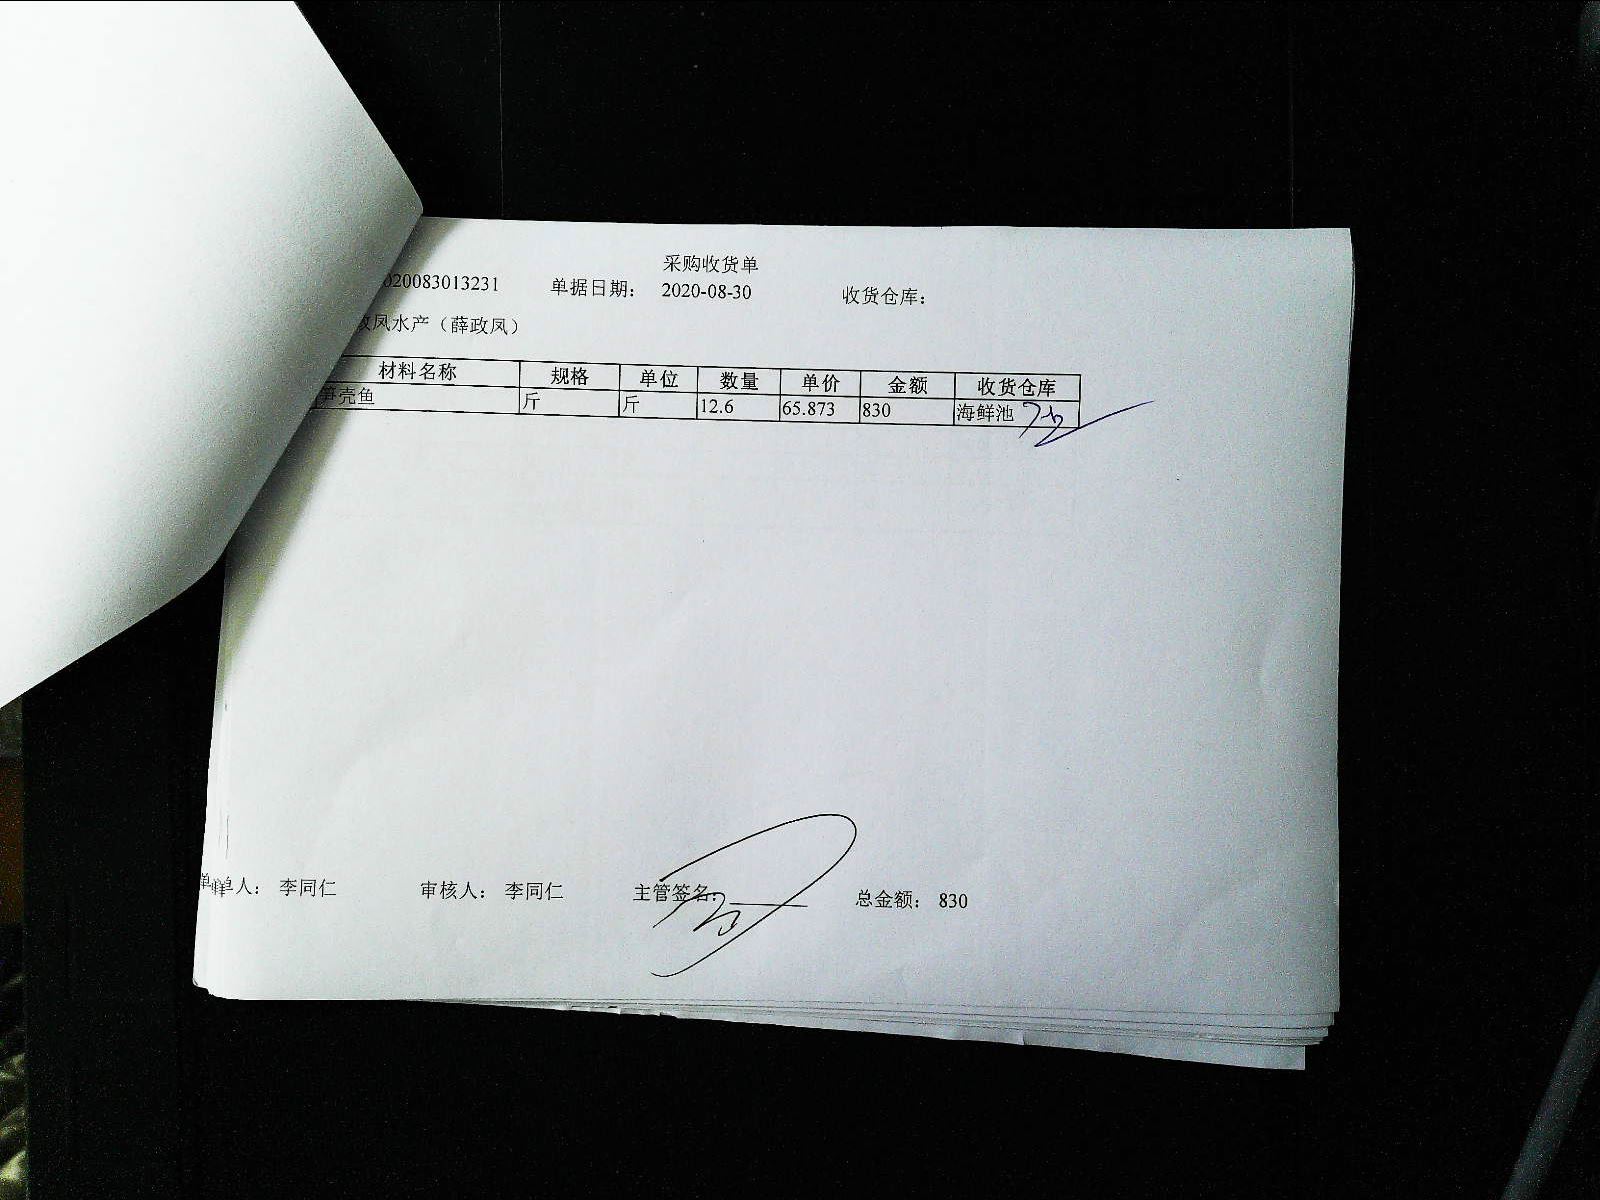 采购收货单
020083013231 单据日期： 2020-08-30 收货仓库：
政凤水产（薛政凤）
材料名称 规格 单位 数量 单价 金额 收货仓库
笋壳鱼 斤 斤 12.6 65.873 830 海鲜池
单人： 李同仁 审核人： 李同仁 主管签名： 总金额： 830